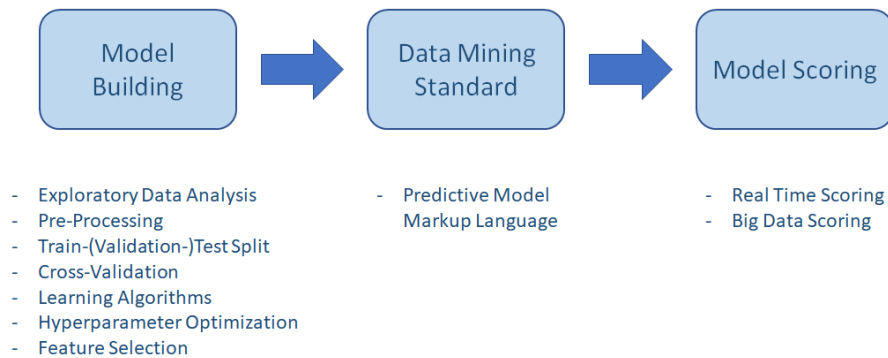 Model
Building
Data Mining
Standard
Model Scoring
- Exploratory Data Analysis
- Pre-Processing
- Train-(Validation-)Test Split
- Cross-Validation
- Learning Algorithms
- Hyperparameter Optimization
- Feature Selection
- Predictive Model
Markup Language
- Real Time Scoring
- Big Data Scoring